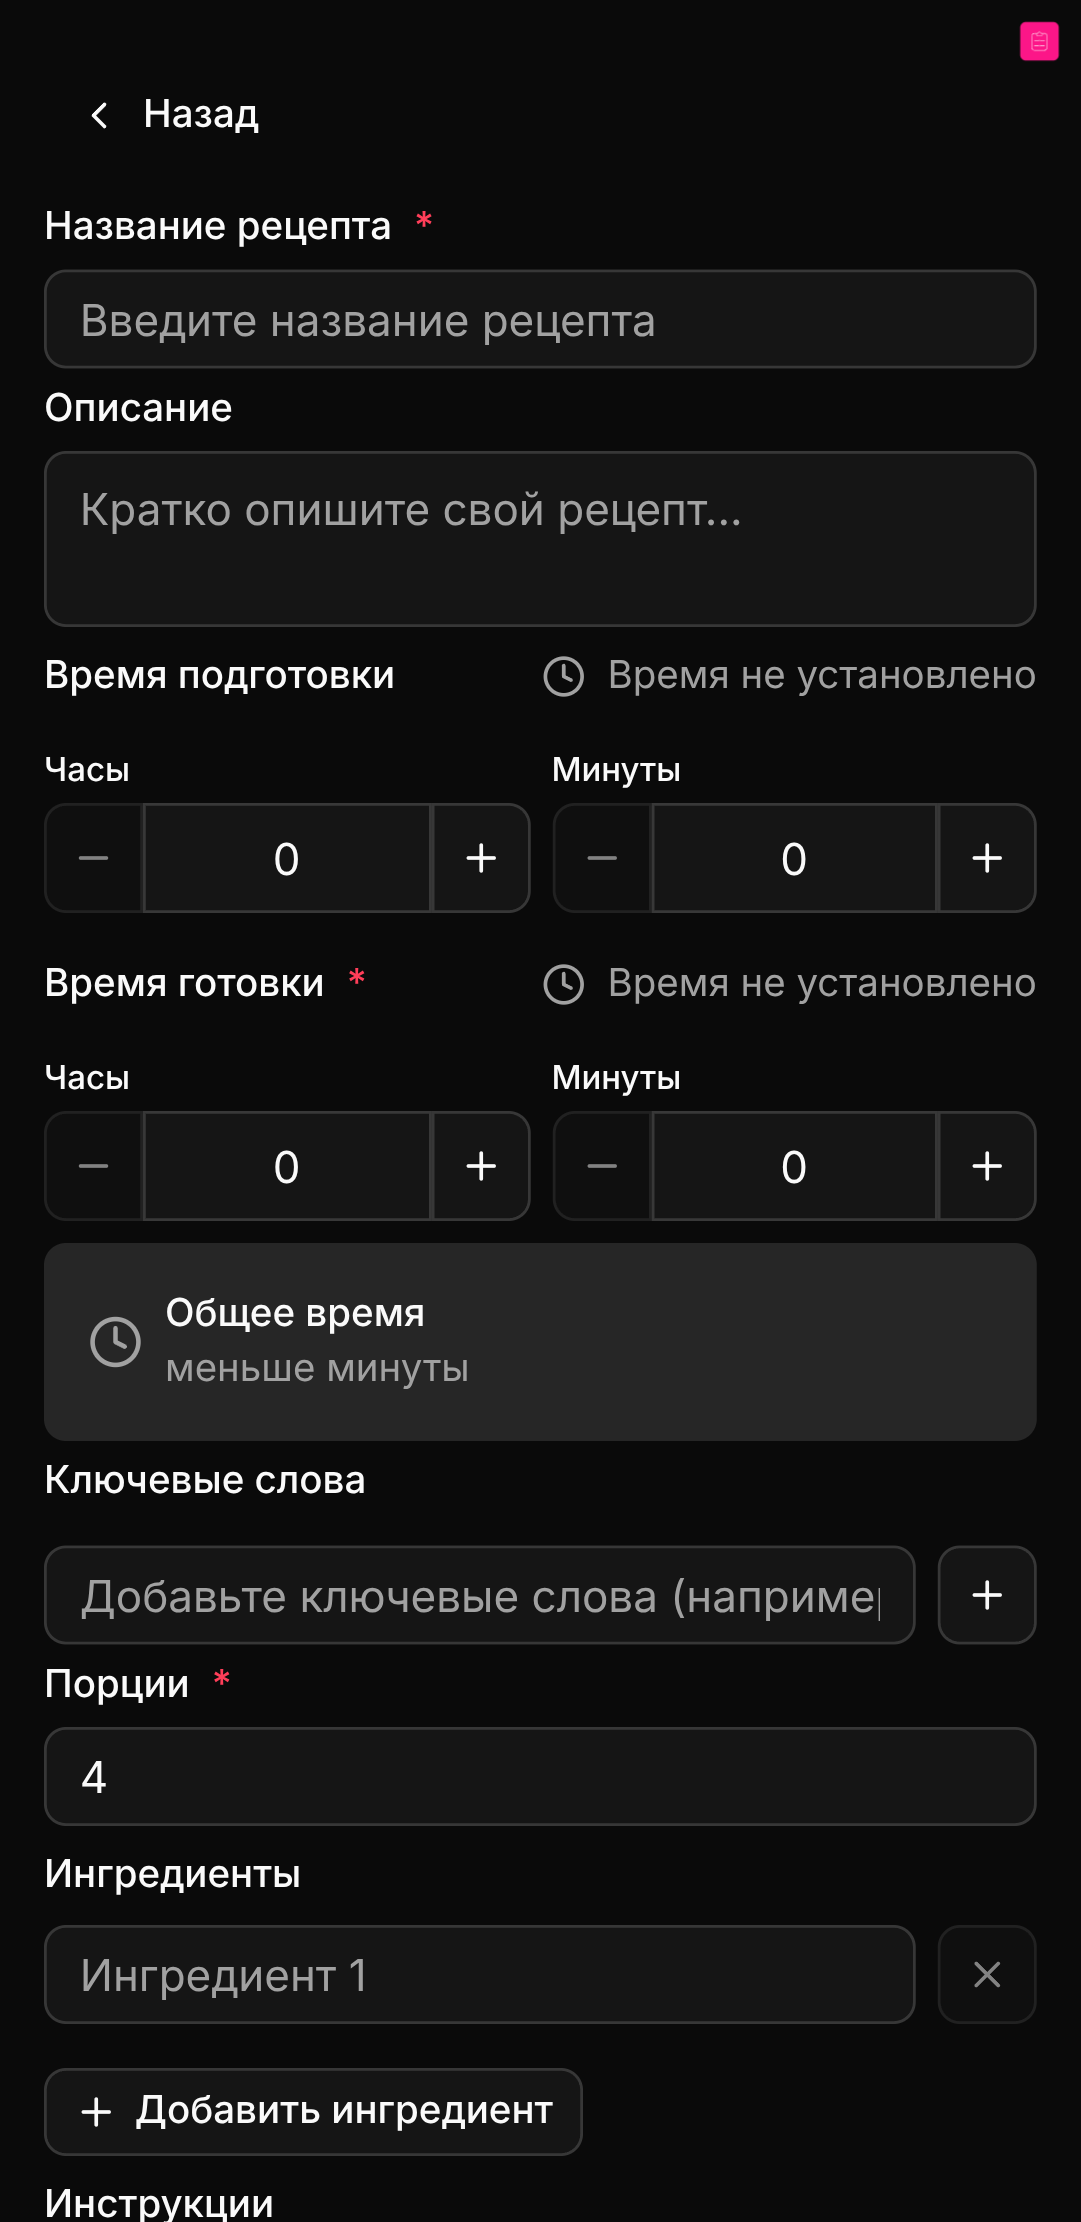 Назад
Название рецепта *
Введите название рецепта
Описание
Кратко опишите свой рецепт...
Время подготовки Время не установлено
Часы Минуты
0 0
Время готовки * Время не установлено
Часы Минуты
0 0
Общее время
меньше минуты
Ключевые слова
Добавьте ключевые слова (наприме
Порции *
4
Ингредиенты
Ингредиент 1
Добавить ингредиент
Инструкции